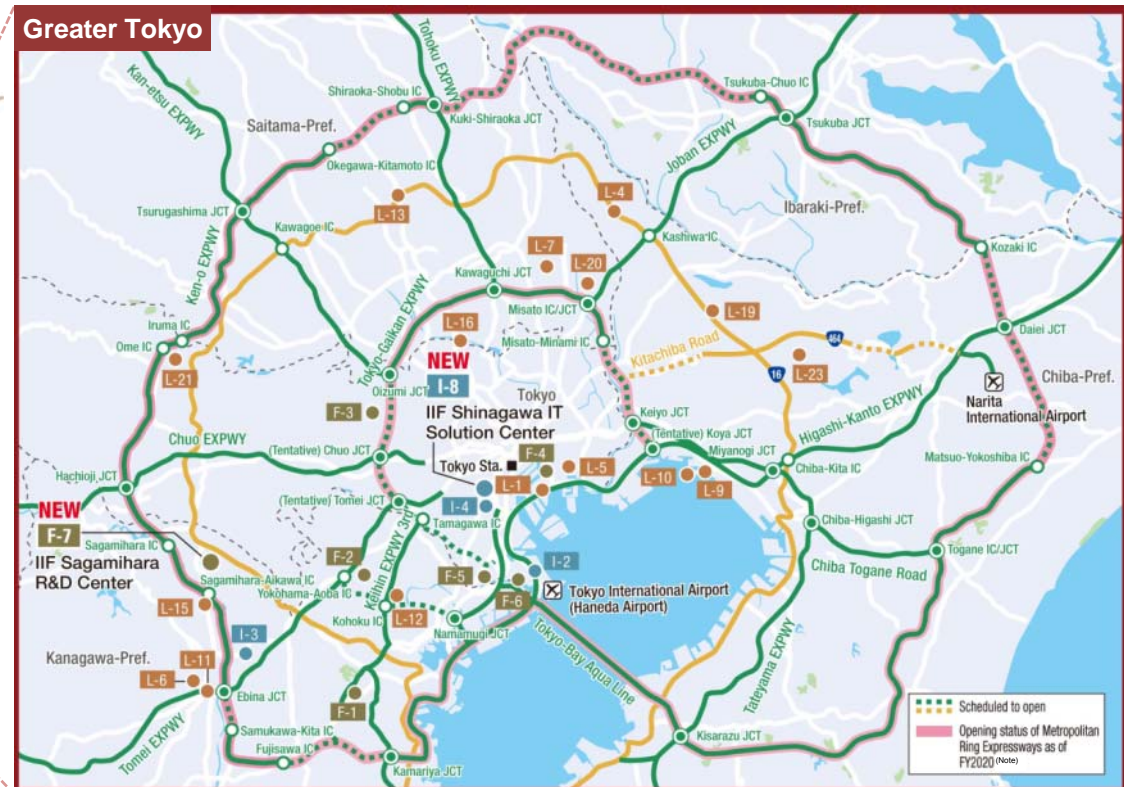 Greater Tokyo
Kan-etsu EXPWY
Tohoku EXPWY
Shiraoka-Shobu IC
Kuki-Shiraoka JCT
Tsukuba-Chuo IC
Tsukuba JCT
Saitama-Pref.
Okegawa-Kitamoto IC
Joban EXPWY
L-13
L-4
Ibaraki-Pref.
Tsurugashima JCT
Kawagoe IC
Kashiwa IC
Kozaki IC
Ken-o EXPWY
L-7
L-20
Kawaguchi JCT
Misato IC/JCT
Iruma IC
Ome IC
Tokyo-Gaikan EXPWY
L-16
L-19
Misato-Minami IC
Kitachiba Road
464
Daiei JCT
L-21
NEW
I-8
Oizumi JCT
16
L-23
Chiba-Pref.
Narita
International Airport
Tokyo
IIF Shinagawa IT
Solution Center
F-3
Keiyo JCT
Higashi-Kanto EXPWY
Chuo EXPWY
(Tentative) Chuo JCT
(Tentative) Koya JCT
Miyanogi JCT
Tokyo Sta.
F-4
L-5
L-10
L-9
Chiba-Kita IC
Matsuo-Yokoshiba IC
Hachioji JCT
L-1
I-4
(Tentative) Tomei JCT
Tamagawa IC
NEW
F-7
IIF Sagamihara
R&D Center
Sagamihara IC
Chiba-Higashi JCT
Togane IC/JCT
Chiba Togane Road
F-2
Keihin EXPWY 3rd
F-5
I-2
Sagamihara-Aikawa IC
Yokohama-Aoba IC
F-6
Tokyo International Airport
(Haneda Airport)
L-15
L-12
Kohoku IC
Namamugi JCT
I-3
Kanagawa-Pref.
L-11
L-6
Tokyo-Bay Aqua Line
Tateyama EXPWY
Ebina JCT
F-1
Tomei EXPWY
Samukawa-Kita IC
Fujisawa IC
Kamariya JCT
Kisarazu JCT
Scheduled to open
Opening status of Metropolitan
Ring Expressways as of
FY2020 (Note)